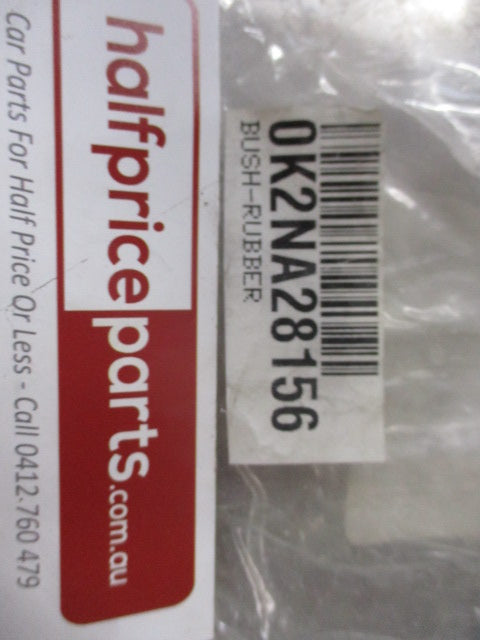 halfpriceparts.com.au
Car Parts For Half Price Or Less - Call 0412 760 479
0K2NA28156
BUSH-RUBBER